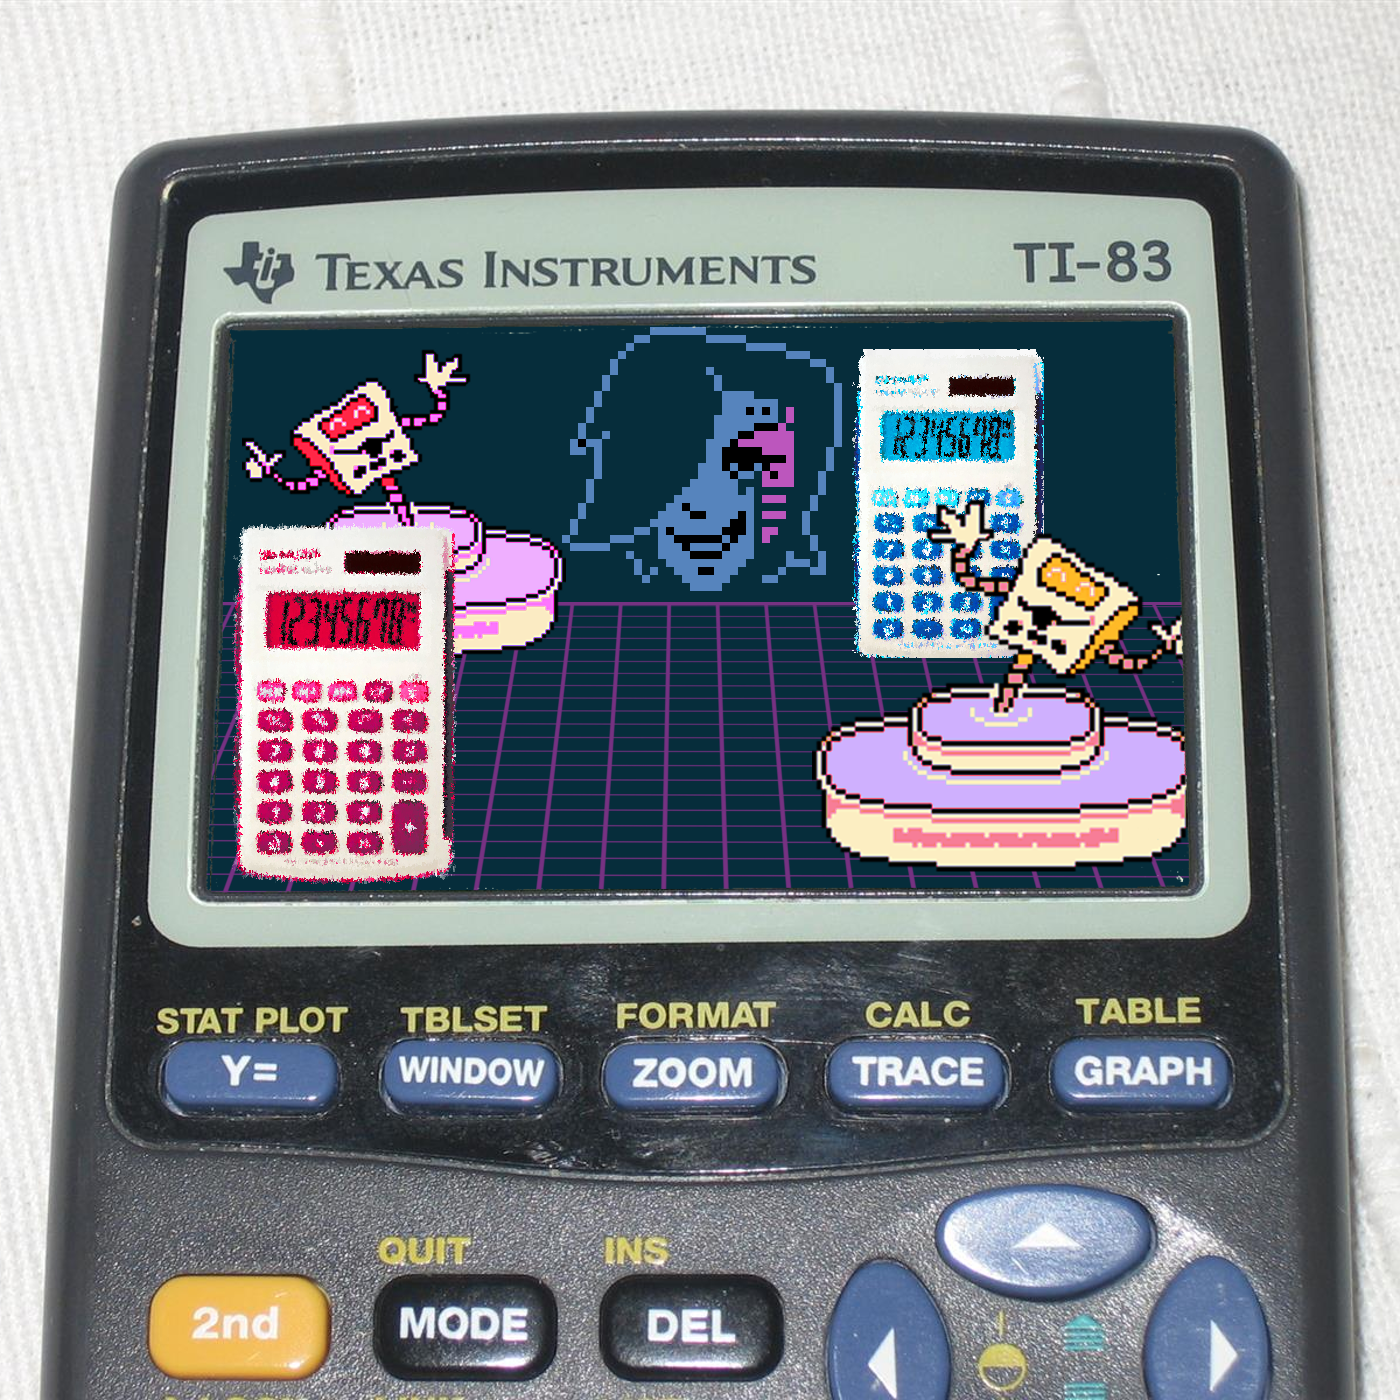 TEXAS INSTRUMENTS TI-83
12345678
12345678
STAT PLOT TBLSET FORMAT CALC TABLE
Y= WINDOW ZOOM TRACE GRAPH
QUIT INS
2nd MODE DEL